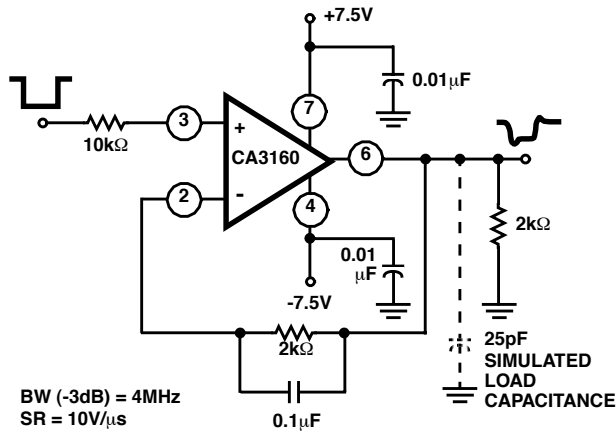 +7.5V
0.01µF
7
3
+
10kΩ
CA3160
6
2
-
4
2kΩ
0.01
µF
-7.5V
2kΩ
25pF
SIMULATED
LOAD
CAPACITANCE
BW (-3dB) = 4MHz
SR = 10V/µs
0.1µF